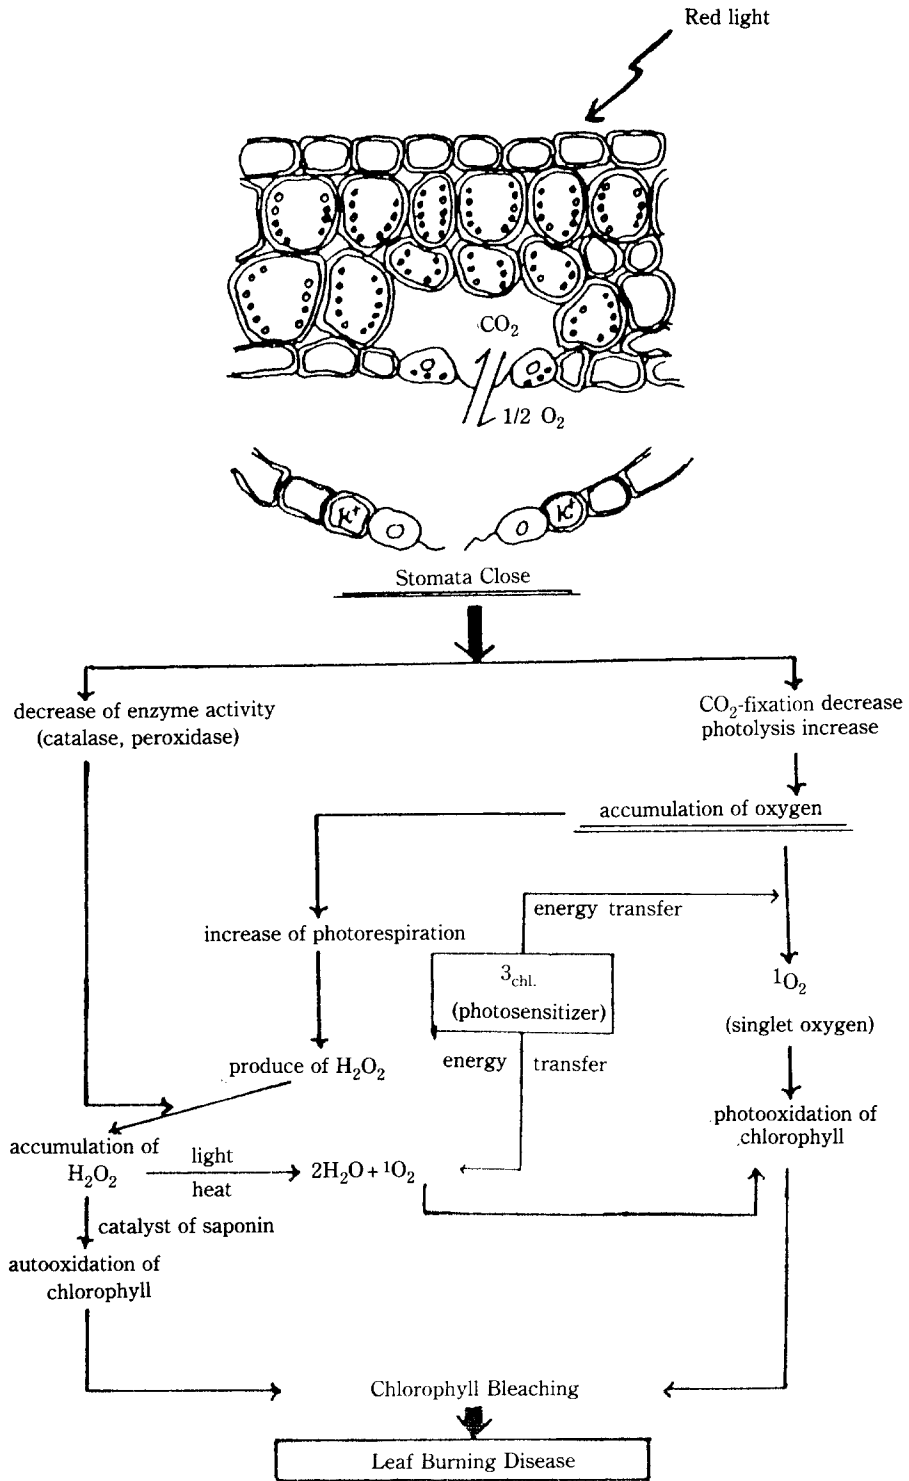 Red light
CO₂
1/2 O₂
K⁺
K⁺
Stomata Close
decrease of enzyme activity
(catalase, peroxidase)
CO₂-fixation decrease
photolysis increase
accumulation of oxygen
energy transfer
increase of photorespiration
³chl.
(photosensitizer)
¹O₂
(singlet oxygen)
energy transfer
produce of H₂O₂
photooxidation of
chlorophyll
accumulation of
H₂O₂
light
heat
2H₂O + ¹O₂
catalyst of saponin
autooxidation of
chlorophyll
Chlorophyll Bleaching
Leaf Burning Disease